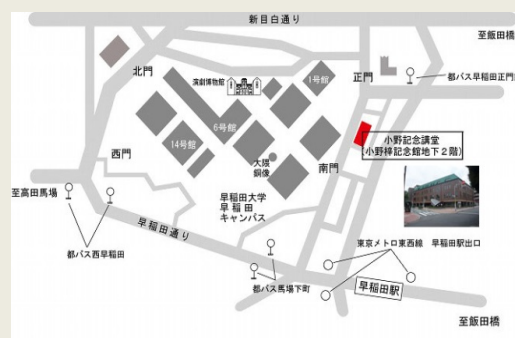 新目白通り
至飯田橋
北門
演劇博物館
1号館
正門
都バス早稲田正門
6号館
小野記念講堂
(小野梓記念館地下2階)
14号館
西門
大隈
銅像
南門
至高田馬場
早稲田大学
早稲田
キャンパス
早稲田通り
都バス西早稲田
東京メトロ東西線 早稲田駅出口
都バス馬場下町
早稲田駅
至飯田橋